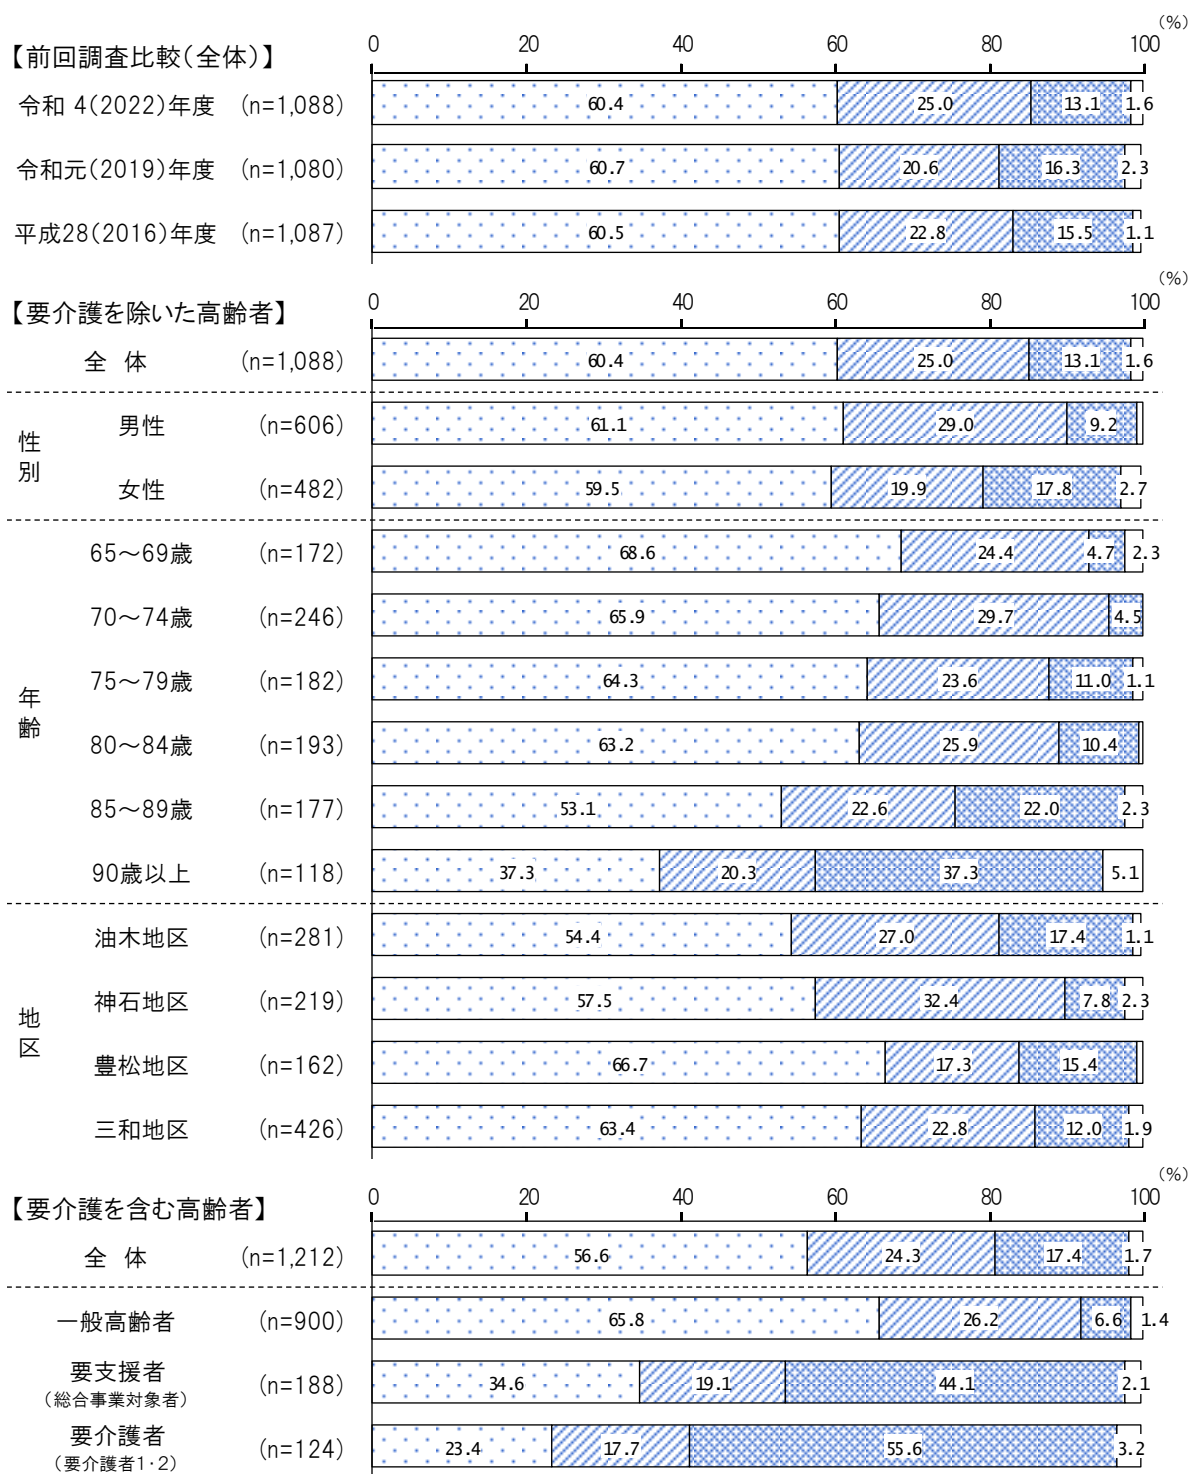 (%)
【前回調査比較（全体）】 0 20 40 60 80 100
令和 4（2022）年度 (n=1,088) 60.4 25.0 13.1 1.6
令和元（2019）年度 (n=1,080) 60.7 20.6 16.3 2.3
平成28（2016）年度 (n=1,087) 60.5 22.8 15.5 1.1
(%)
【要介護を除いた高齢者】 0 20 40 60 80 100
全 体 (n=1,088) 60.4 25.0 13.1 1.6
性別
男性 (n=606) 61.1 29.0 9.2
女性 (n=482) 59.5 19.9 17.8 2.7
年齢
65～69歳 (n=172) 68.6 24.4 4.7 2.3
70～74歳 (n=246) 65.9 29.7 4.5
75～79歳 (n=182) 64.3 23.6 11.0 1.1
80～84歳 (n=193) 63.2 25.9 10.4
85～89歳 (n=177) 53.1 22.6 22.0 2.3
90歳以上 (n=118) 37.3 20.3 37.3 5.1
地区
油木地区 (n=281) 54.4 27.0 17.4 1.1
神石地区 (n=219) 57.5 32.4 7.8 2.3
豊松地区 (n=162) 66.7 17.3 15.4
三和地区 (n=426) 63.4 22.8 12.0 1.9
(%)
【要介護を含む高齢者】 0 20 40 60 80 100
全 体 (n=1,212) 56.6 24.3 17.4 1.7
一般高齢者 (n=900) 65.8 26.2 6.6 1.4
要支援者
（総合事業対象者） (n=188) 34.6 19.1 44.1 2.1
要介護者
（要介護者1・2） (n=124) 23.4 17.7 55.6 3.2